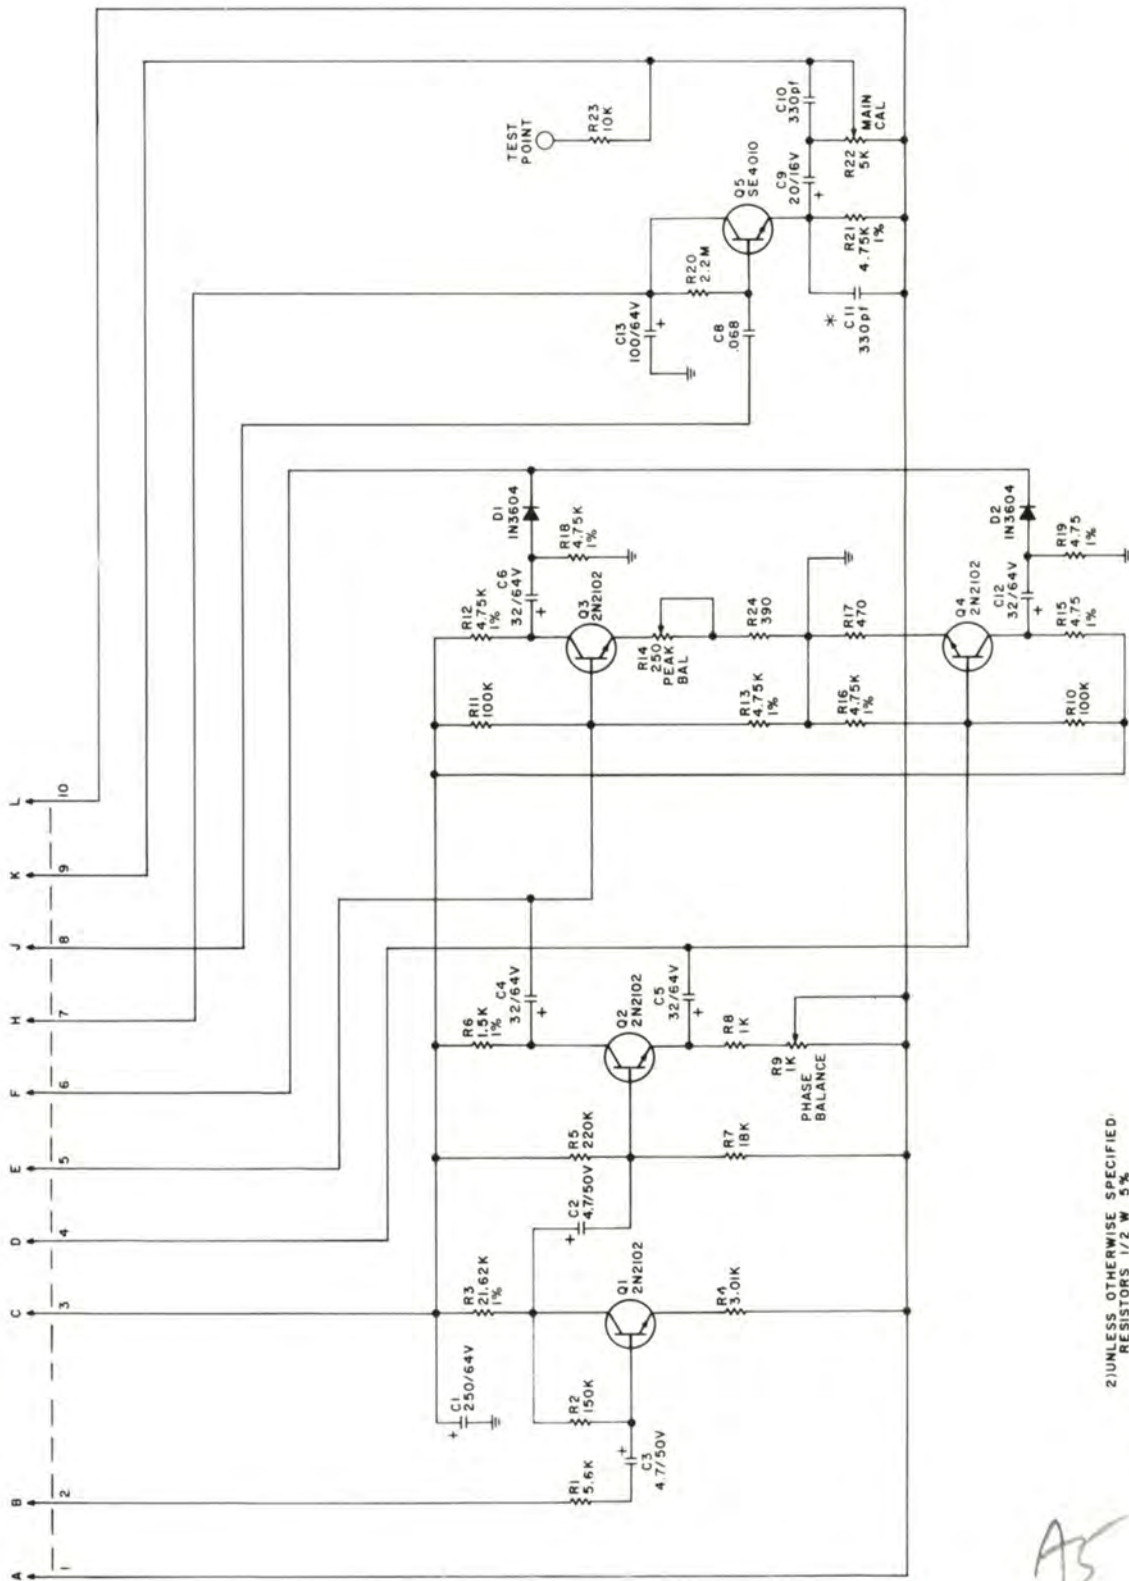 A
B
C
D
E
F
H
J
K
L
1
2
3
4
5
6
7
8
9
10
TEST
POINT
R23
10K
C10
330pf
Q5
SE4010
C9
20/16V
+
R22
5K
MAIN
CAL
R20
2.2M
C13
100/64V
+
C8
.068
R21
4.75K
1%
*
C11
330pf
D1
1N3604
R18
4.75K
1%
R12
4.75K
1%
C6
32/64V
+
Q3
2N2102
R11
100K
R14
250
PEAK
BAL
R24
390
R13
4.75K
1%
R17
470
R16
4.75K
1%
D2
1N3604
R19
4.75
1%
Q4
2N2102
C12
32/64V
+
R15
4.75
1%
R10
100K
C4
32/64V
+
R6
1.5K
1%
Q2
2N2102
C5
32/64V
+
R8
1K
R9
1K
PHASE
BALANCE
R5
220K
C2
4.7/50V
+
R7
18K
R3
21.62K
1%
Q1
2N2102
R4
3.01K
C1
250/64V
+
R2
150K
R1
5.6K
C3
4.7/50V
+
2)UNLESS OTHERWISE SPECIFIED:
RESISTORS 1/2 W 5%
A5